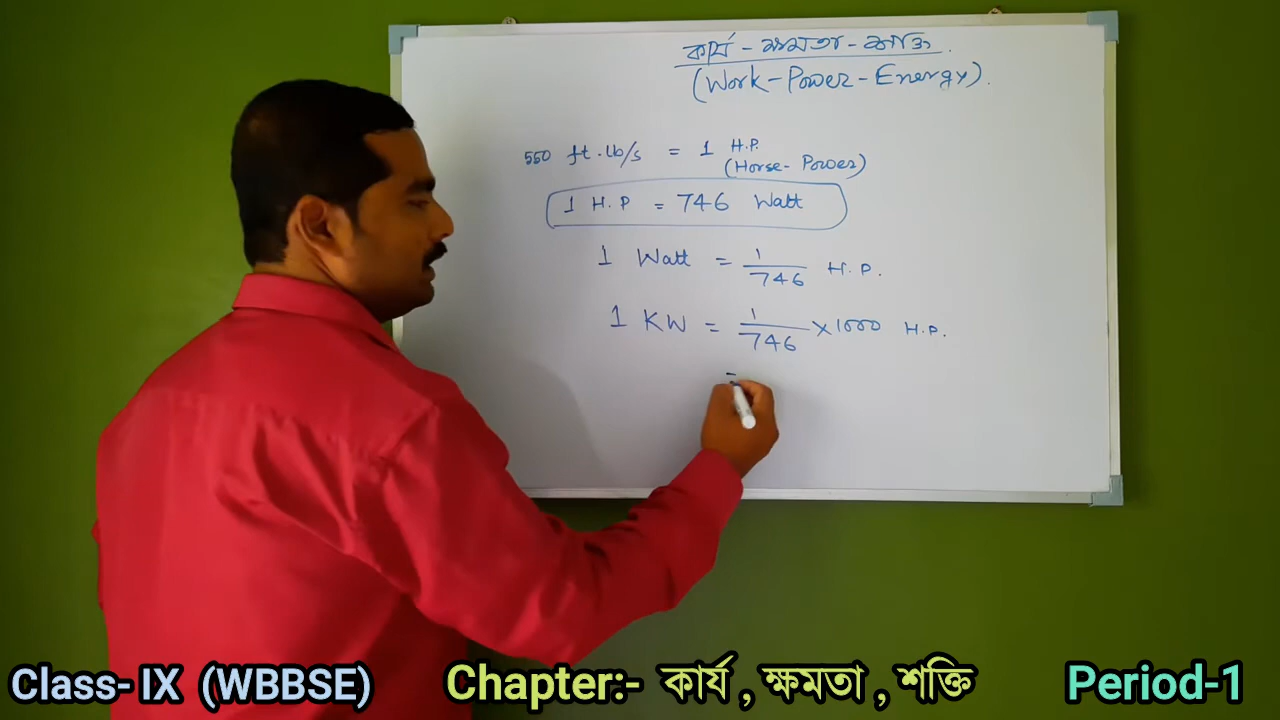 কার্য - ক্ষমতা - শক্তি.
(Work-Power-Energy).
550 ft.lb/s = 1 H.P.
(Horse-Power)
1 H.P = 746 Watt
1 Watt = 1/746 H.P.
1 KW = 1/746 ×1000 H.P.
=
Class- IX (WBBSE) Chapter:- কার্য , ক্ষমতা , শক্তি Period-1